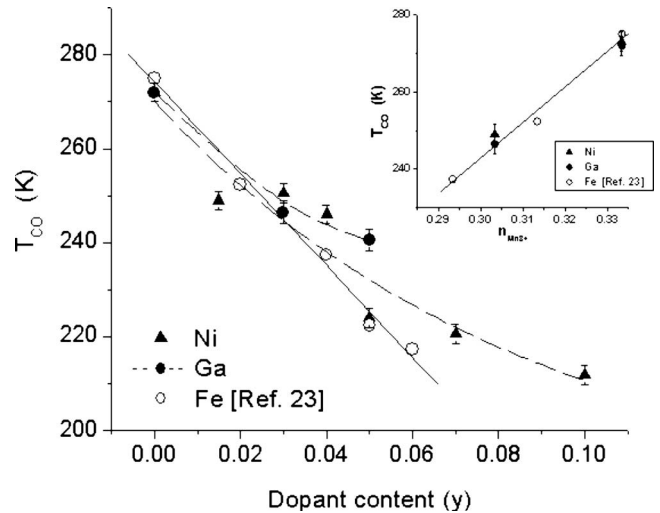 280
270
260
240
220
200
T_CO (K)
0.00 0.02 0.04 0.06 0.08 0.10
Dopant content (y)
Ni
Ga
Fe [Ref. 23]
280
260
240
T_CO (K)
0.29 0.30 0.31 0.32 0.33
n_Mn3+
Ni
Ga
Fe [Ref. 23]